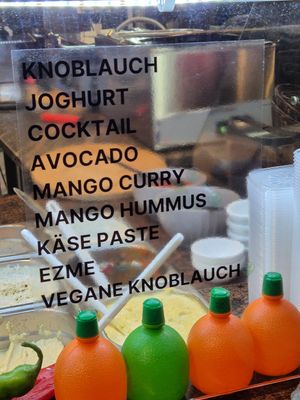 KNOBLAUCH
JOGHURT
COCKTAIL
AVOCADO
MANGO CURRY
MANGO HUMMUS
KÄSE PASTE
EZME
VEGANE KNOBLAUCH